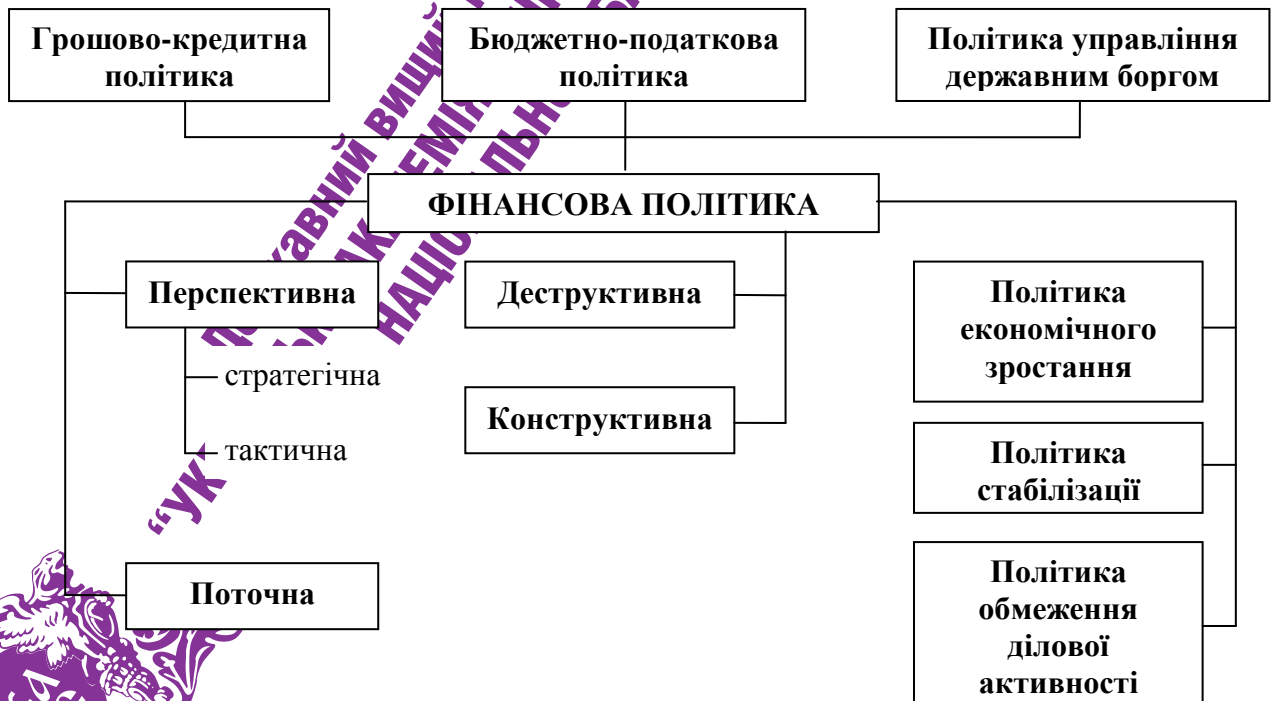 Грошово-кредитна
політика
Бюджетно-податкова
політика
Політика управління
державним боргом
ФІНАНСОВА ПОЛІТИКА
Перспективна
стратегічна
тактична
Поточна
Деструктивна
Конструктивна
Політика
економічного
зростання
Політика
стабілізації
Політика
обмеження
ділової
активності